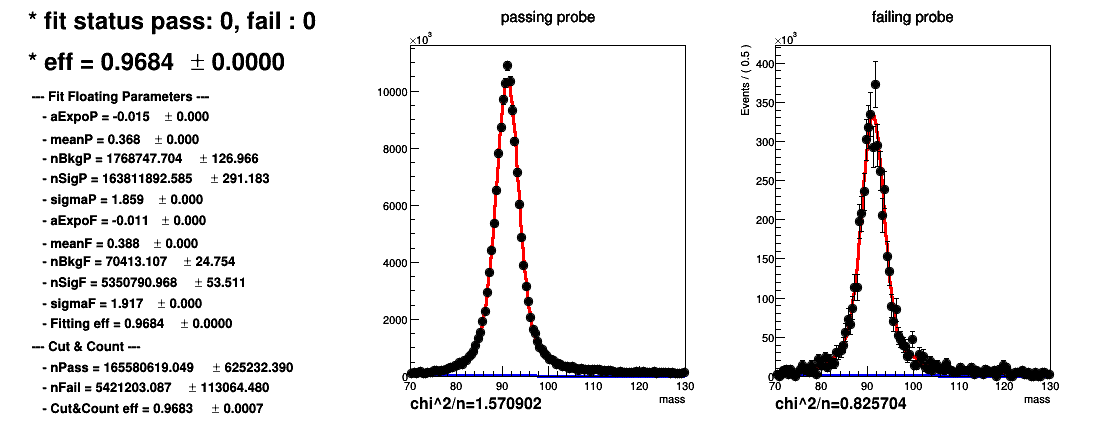 * fit status pass: 0, fail : 0
* eff = 0.9684 ± 0.0000
--- Fit Floating Parameters ---
- aExpoP = -0.015 ± 0.000
- meanP = 0.368 ± 0.000
- nBkgP = 1768747.704 ± 126.966
- nSigP = 163811892.585 ± 291.183
- sigmaP = 1.859 ± 0.000
- aExpoF = -0.011 ± 0.000
- meanF = 0.388 ± 0.000
- nBkgF = 70413.107 ± 24.754
- nSigF = 5350790.968 ± 53.511
- sigmaF = 1.917 ± 0.000
- Fitting eff = 0.9684 ± 0.0000
--- Cut & Count ---
- nPass = 165580619.049 ± 625232.390
- nFail = 5421203.087 ± 113064.480
- Cut&Count eff = 0.9683 ± 0.0007
passing probe
×10³
10000
8000
6000
4000
2000
0
70 80 90 100 110 120 130
mass
chi^2/n=1.570902
failing probe
×10³
Events / ( 0.5 )
400
350
300
250
200
150
100
50
0
70 80 90 100 110 120 130
mass
chi^2/n=0.825704